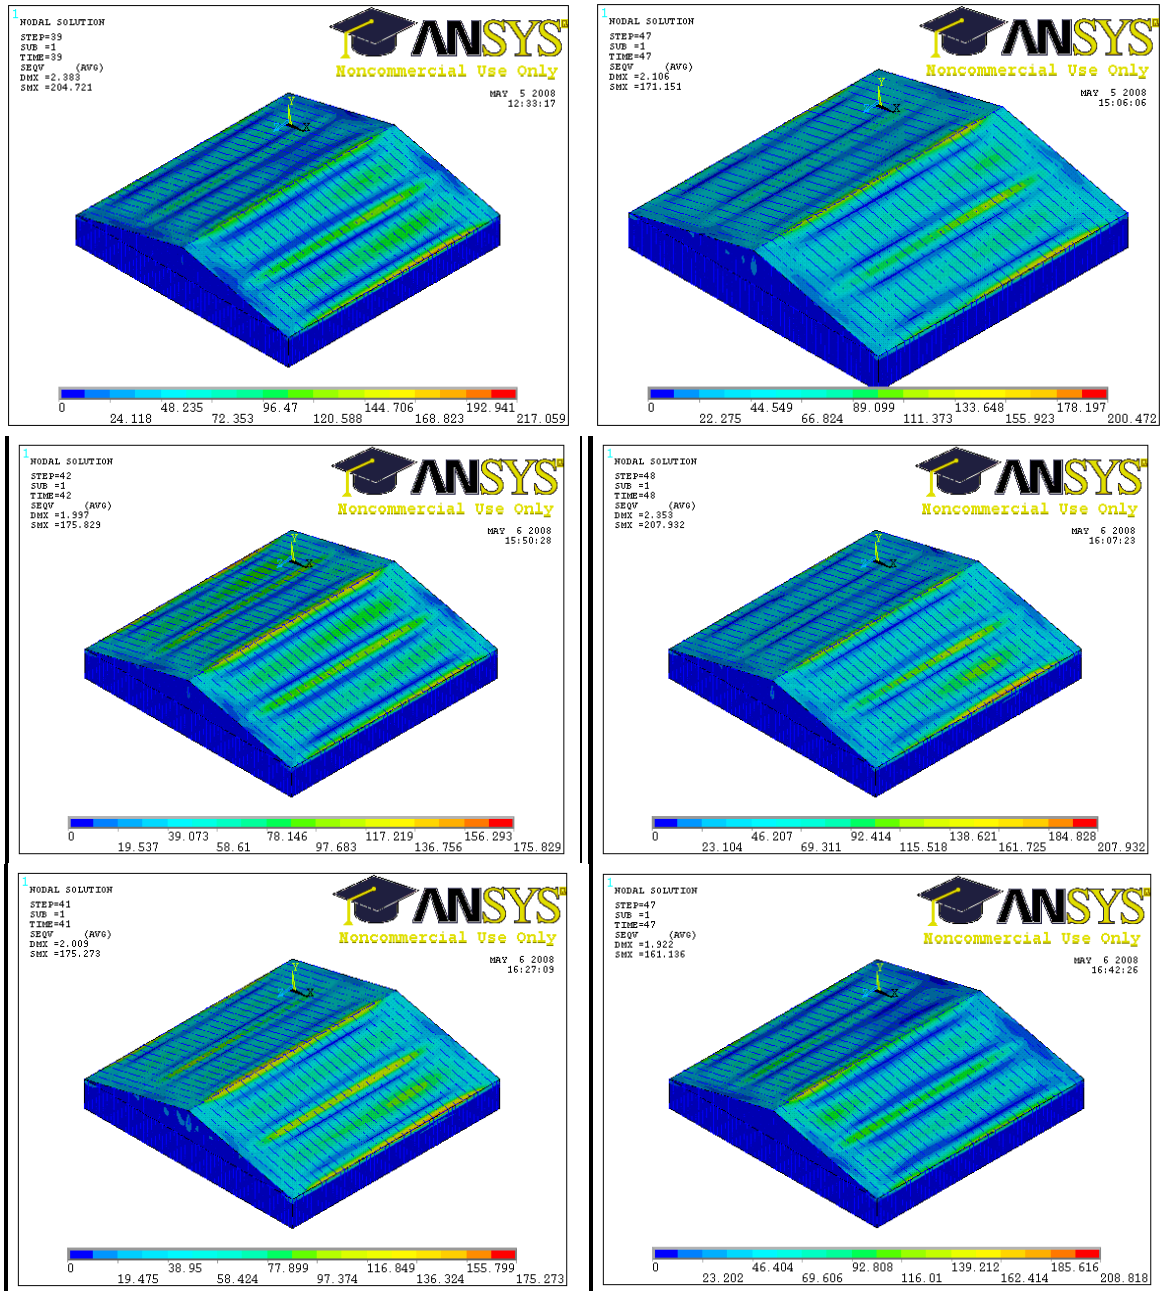 1
NODAL SOLUTION
STEP=39
SUB =1
TIME=39
SEQV (AVG)
DMX =2.383
SMX =204.721
ANSYS
Noncommercial Use Only
MAY 5 2008
12:33:17
Y
X
0 48.235 96.47 144.706 192.941
24.118 72.353 120.588 168.823 217.059
NODAL SOLUTION
STEP=47
SUB =1
TIME=47
SEQV (AVG)
DMX =2.106
SMX =171.151
ANSYS
Noncommercial Use Only
MAY 5 2008
15:06:06
Y
X
0 44.549 89.099 133.648 178.197
22.275 66.824 111.373 155.923 200.472
1
NODAL SOLUTION
STEP=42
SUB =1
TIME=42
SEQV (AVG)
DMX =1.997
SMX =175.829
ANSYS
Noncommercial Use Only
MAY 6 2008
15:50:28
Y
X
0 39.073 78.146 117.219 156.293
19.537 58.61 97.683 136.756 175.829
1
NODAL SOLUTION
STEP=48
SUB =1
TIME=48
SEQV (AVG)
DMX =2.353
SMX =207.932
ANSYS
Noncommercial Use Only
MAY 6 2008
16:07:23
Y
X
0 46.207 92.414 138.621 184.828
23.104 69.311 115.518 161.725 207.932
1
NODAL SOLUTION
STEP=41
SUB =1
TIME=41
SEQV (AVG)
DMX =2.009
SMX =175.273
ANSYS
Noncommercial Use Only
MAY 6 2008
16:27:09
Y
X
0 38.95 77.899 116.849 155.799
19.475 58.424 97.374 136.324 175.273
1
NODAL SOLUTION
STEP=47
SUB =1
TIME=47
SEQV (AVG)
DMX =1.922
SMX =161.136
ANSYS
Noncommercial Use Only
MAY 6 2008
16:42:26
Y
X
0 46.404 92.808 139.212 185.616
23.202 69.606 116.01 162.414 208.818